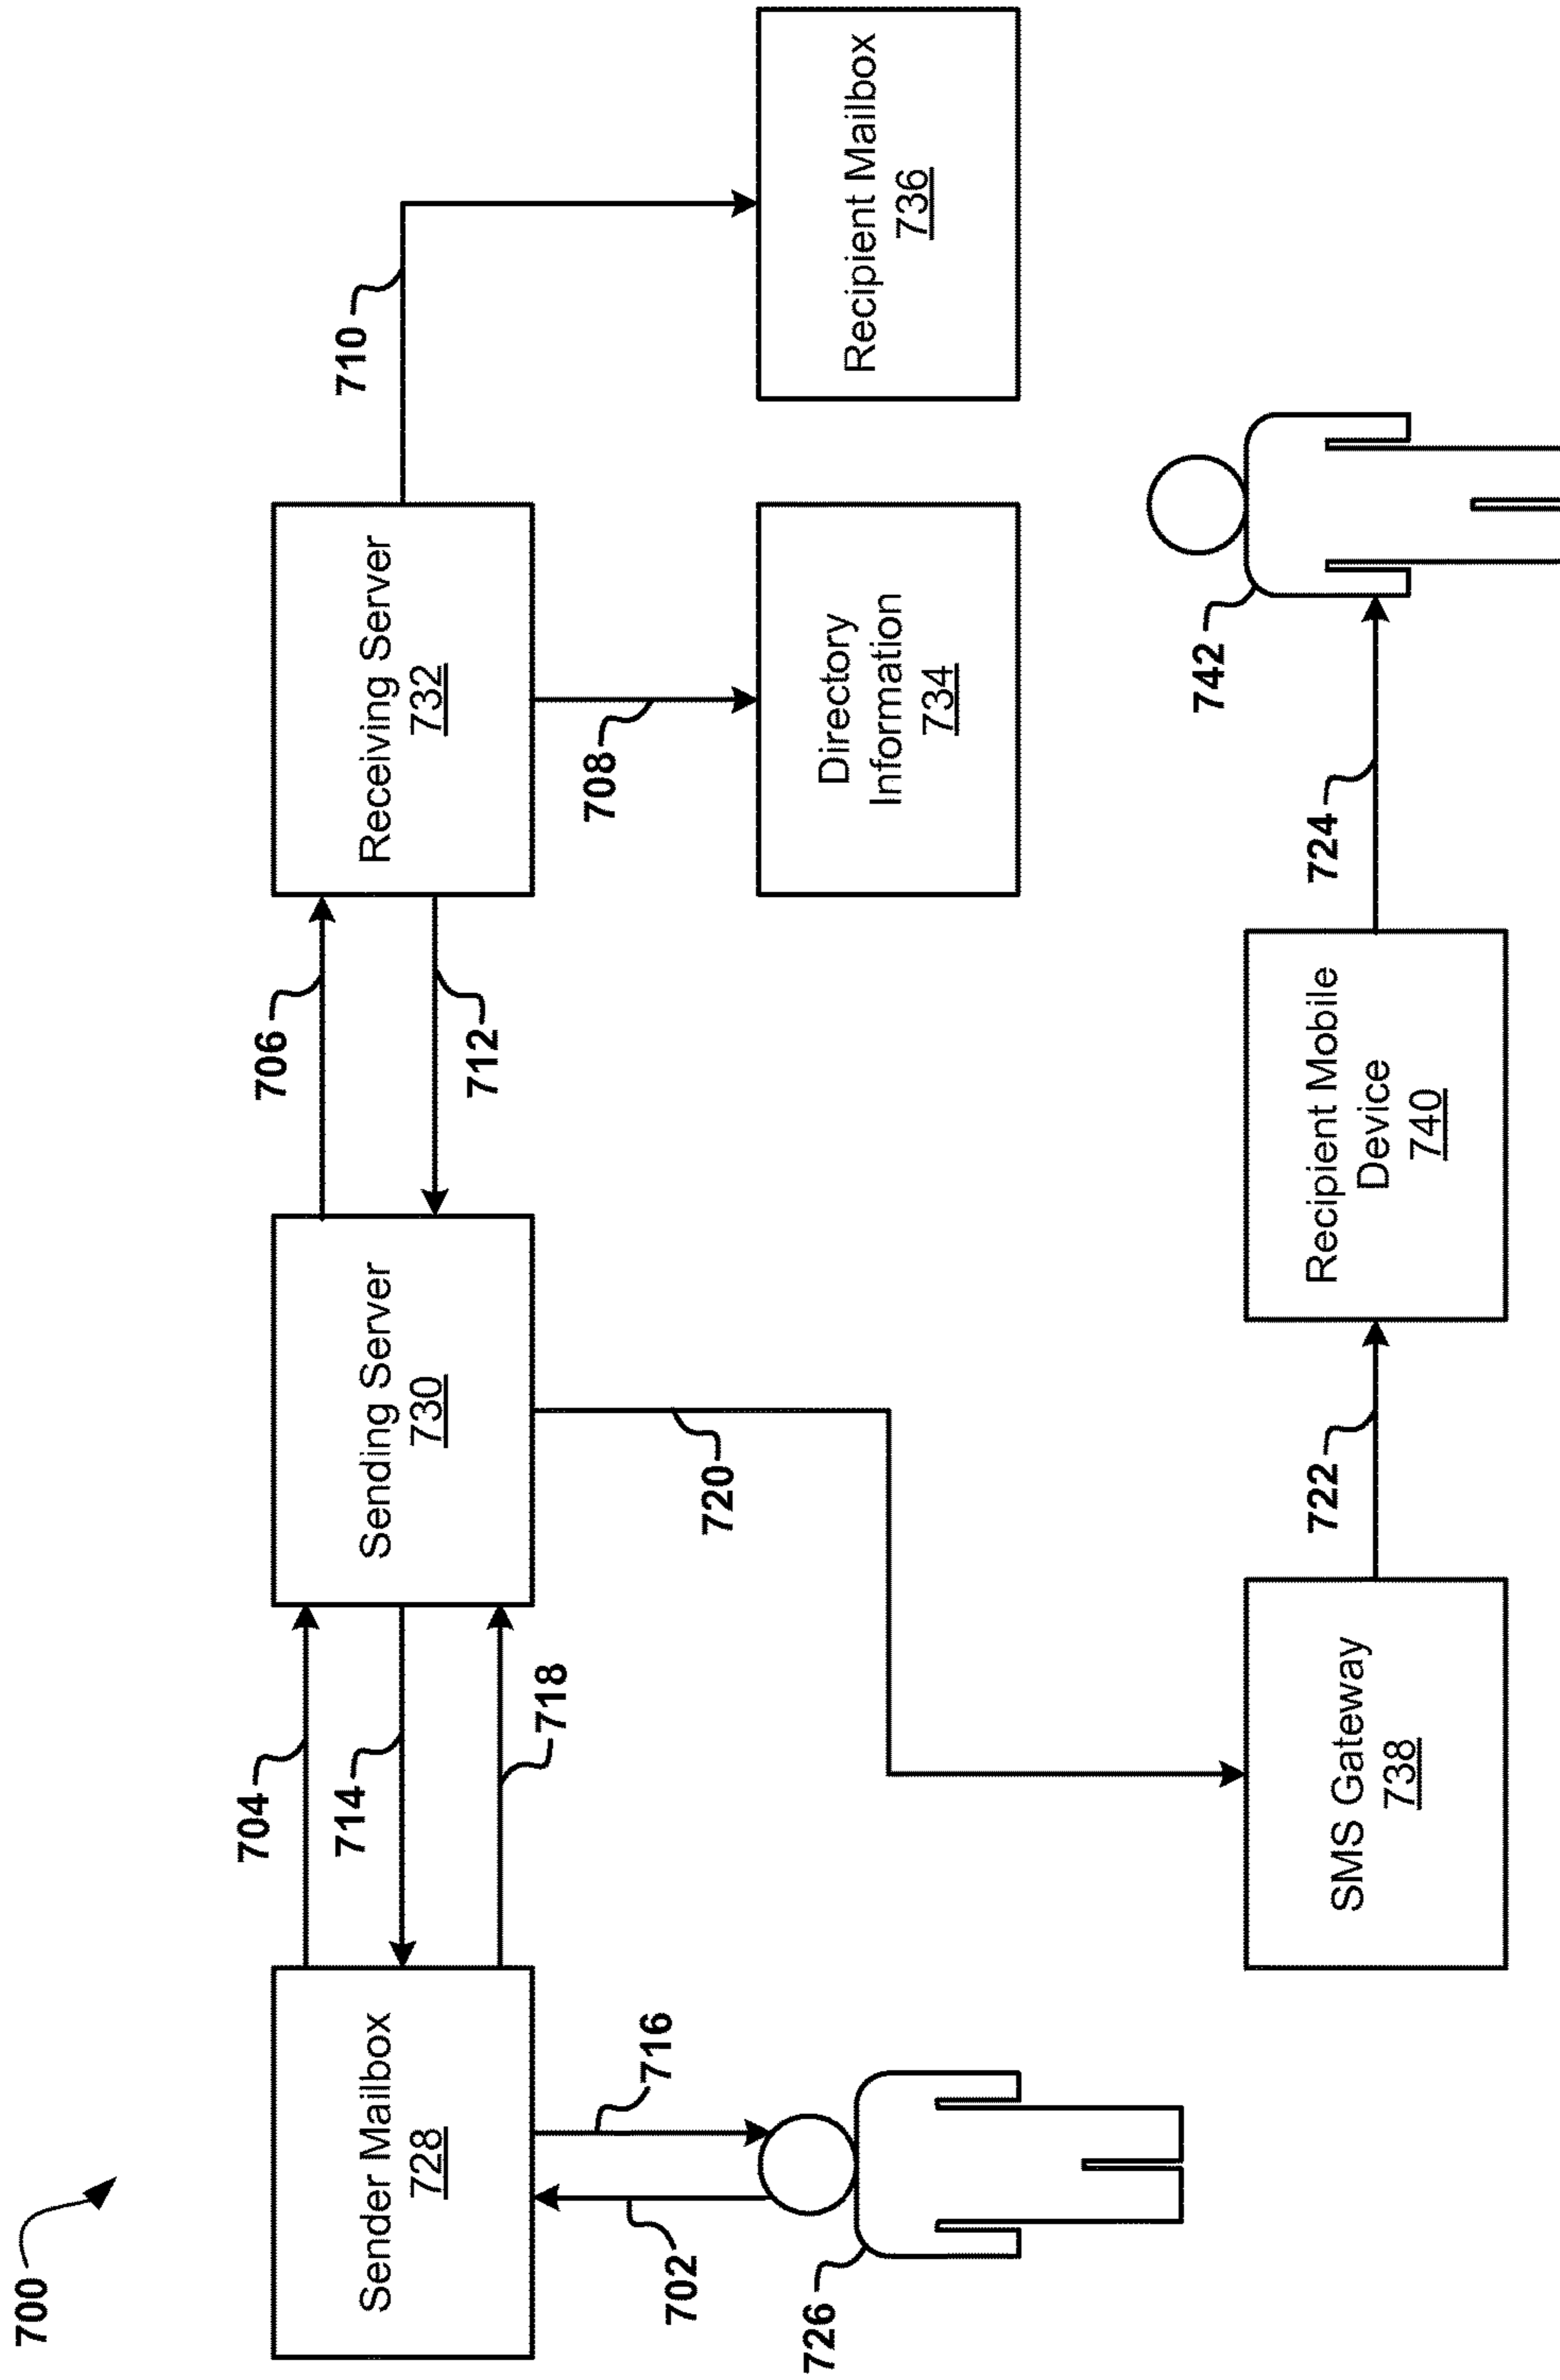 700
704
706
710
Sender Mailbox
728
714
Sending Server
730
Receiving Server
732
718
712
702
716
720
708
726
Directory
Information
734
Recipient Mailbox
736
742
SMS Gateway
738
722
Recipient Mobile
Device
740
724